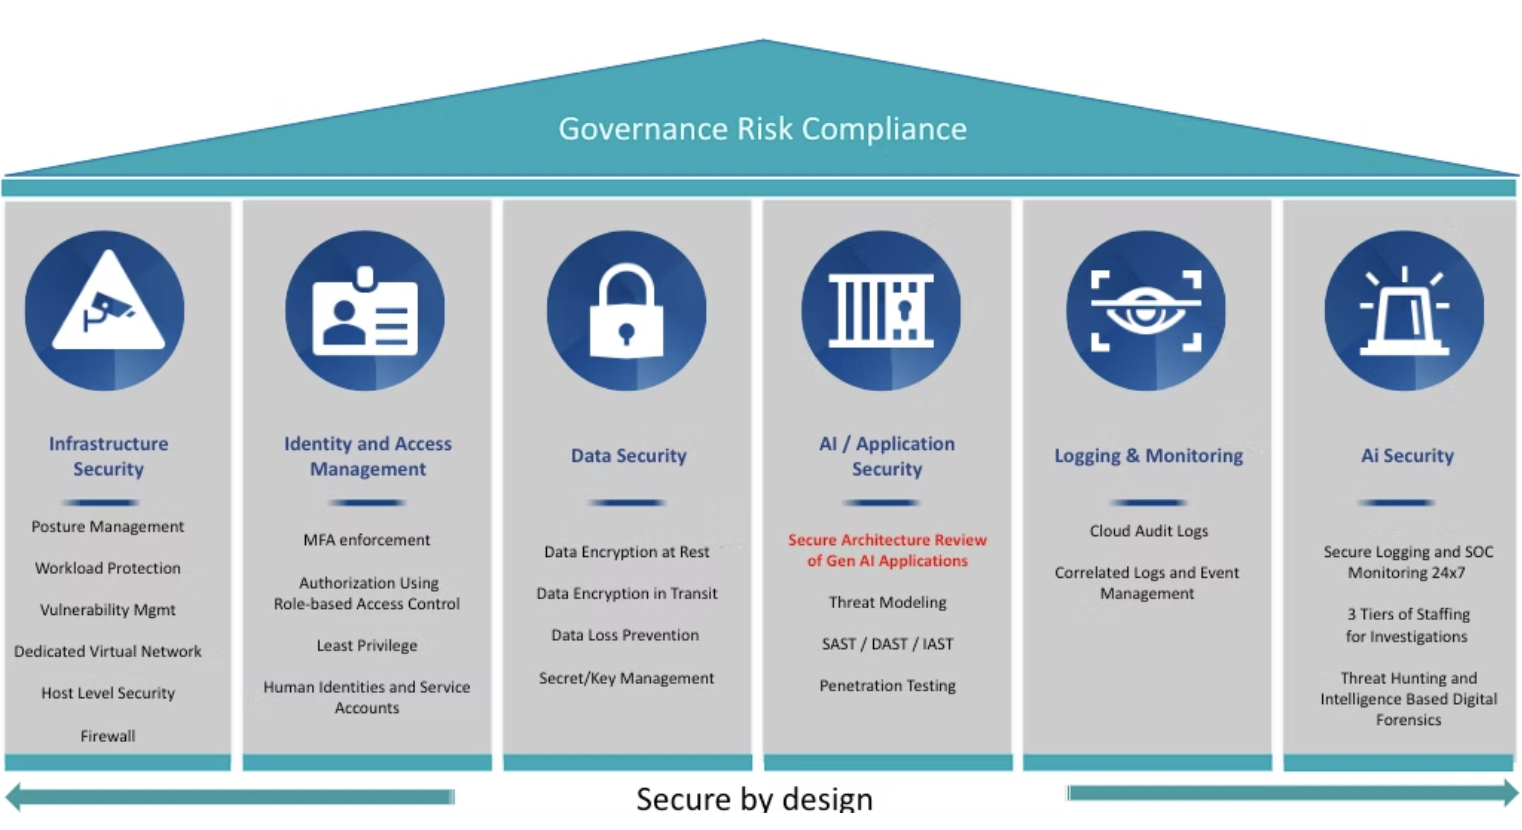 Governance Risk Compliance
Infrastructure
Security
Posture Management
Workload Protection
Vulnerability Mgmt
Dedicated Virtual Network
Host Level Security
Firewall
Identity and Access
Management
MFA enforcement
Authorization Using
Role-based Access Control
Least Privilege
Human Identities and Service
Accounts
Data Security
Data Encryption at Rest
Data Encryption in Transit
Data Loss Prevention
Secret/Key Management
AI / Application
Security
Secure Architecture Review
of Gen AI Applications
Threat Modeling
SAST / DAST / IAST
Penetration Testing
Logging & Monitoring
Cloud Audit Logs
Correlated Logs and Event
Management
Ai Security
Secure Logging and SOC
Monitoring 24x7
3 Tiers of Staffing
for Investigations
Threat Hunting and
Intelligence Based Digital
Forensics
Secure by design